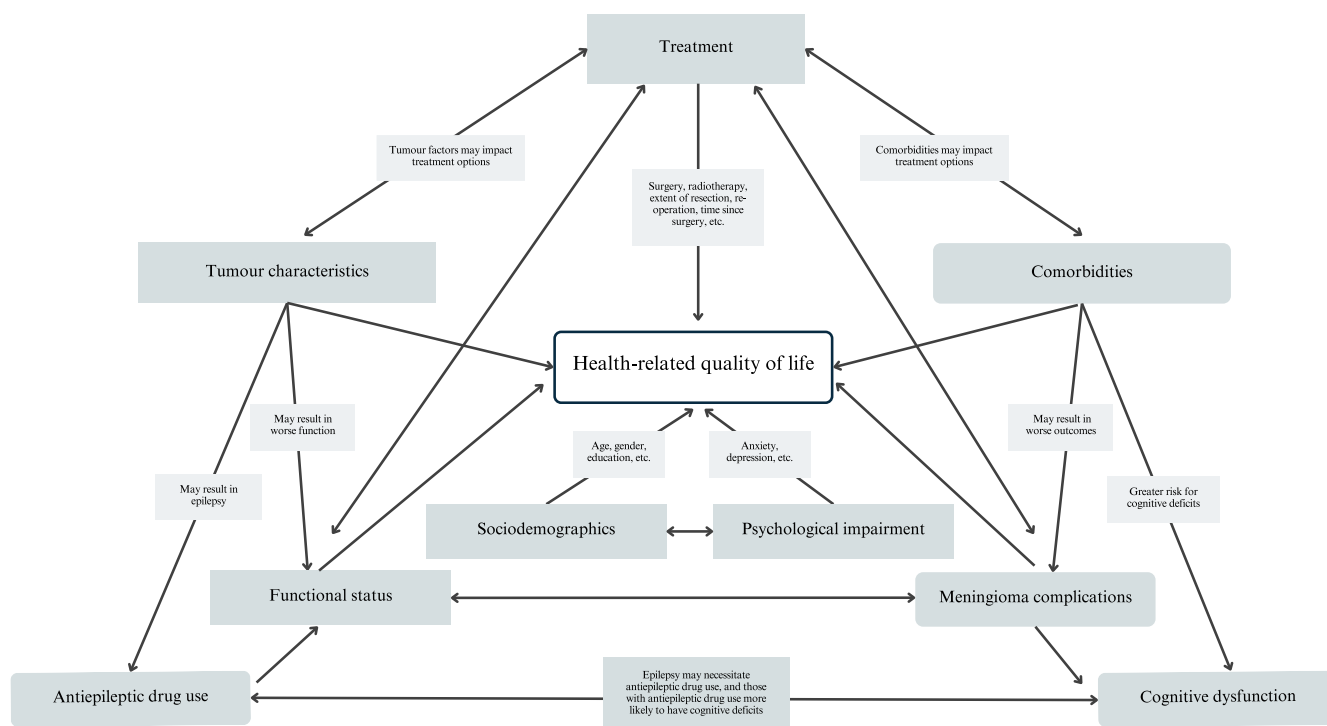 Treatment
Tumour factors may impact
treatment options
Comorbidities may impact
treatment options
Surgery, radiotherapy,
extent of resection, re-
operation, time since
surgery, etc.
Tumour characteristics
Comorbidities
Health-related quality of life
May result in
worse function
May result in
worse outcomes
Age, gender,
education, etc.
Anxiety,
depression, etc.
May result in
epilepsy
Greater risk for
cognitive deficits
Sociodemographics
Psychological impairment
Functional status
Meningioma complications
Antiepileptic drug use
Epilepsy may necessitate
antiepileptic drug use, and those
with antiepileptic drug use more
likely to have cognitive deficits
Cognitive dysfunction